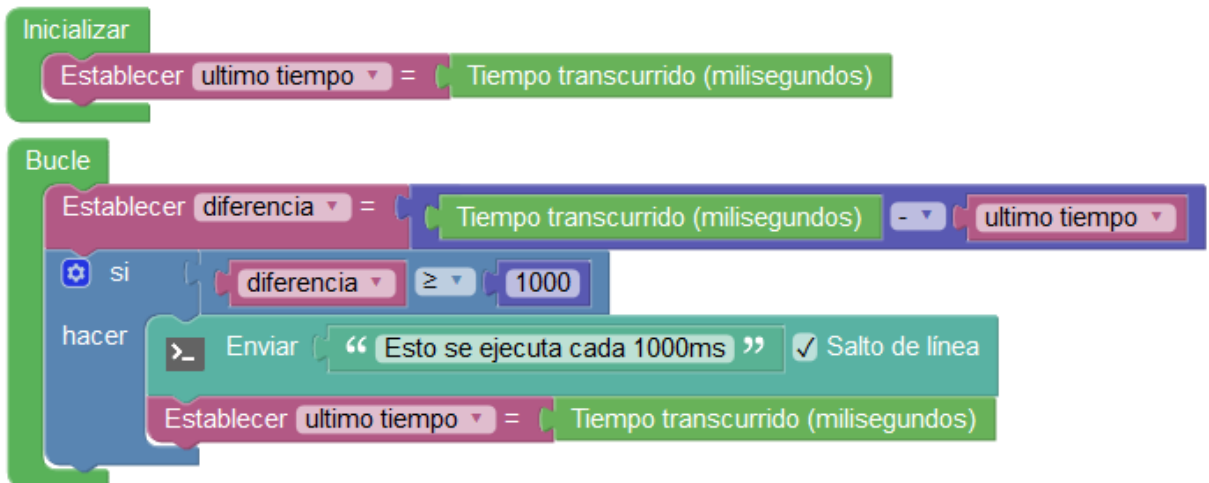 Inicializar
Establecer ultimo tiempo = Tiempo transcurrido (milisegundos)
Bucle
Establecer diferencia = Tiempo transcurrido (milisegundos) - ultimo tiempo
si diferencia ≥ 1000
hacer >_ Enviar “ Esto se ejecuta cada 1000ms ” Salto de línea
Establecer ultimo tiempo = Tiempo transcurrido (milisegundos)